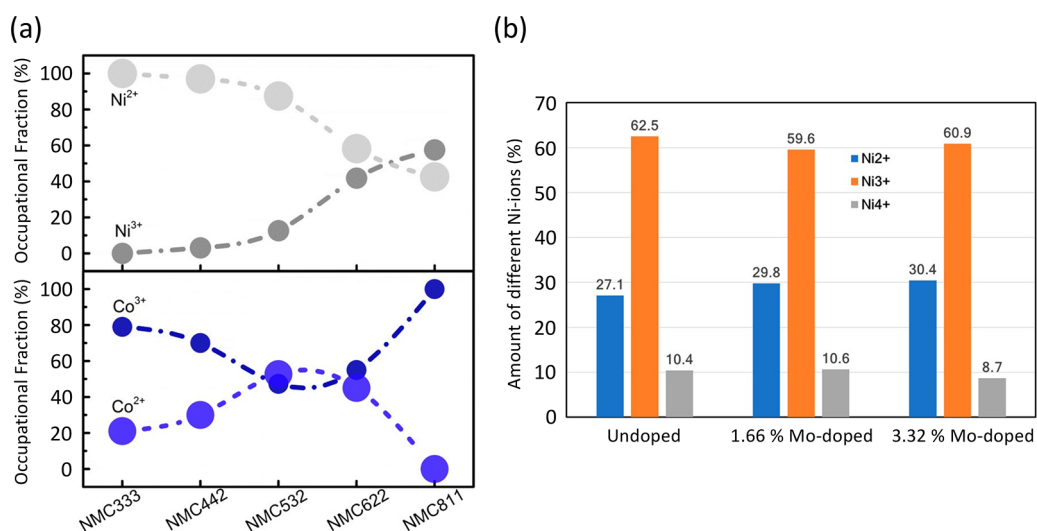 (a)
Occupational Fraction (%)
100
80
60
40
20
0
Ni2+
Ni3+
Occupational Fraction (%)
100
80
60
40
20
0
Co3+
Co2+
NMC333
NMC442
NMC532
NMC622
NMC811
(b)
Amount of different Ni-ions (%)
70
60
50
40
30
20
10
0
Ni2+
Ni3+
Ni4+
27.1
62.5
10.4
29.8
59.6
10.6
30.4
60.9
8.7
Undoped
1.66 % Mo-doped
3.32 % Mo-doped